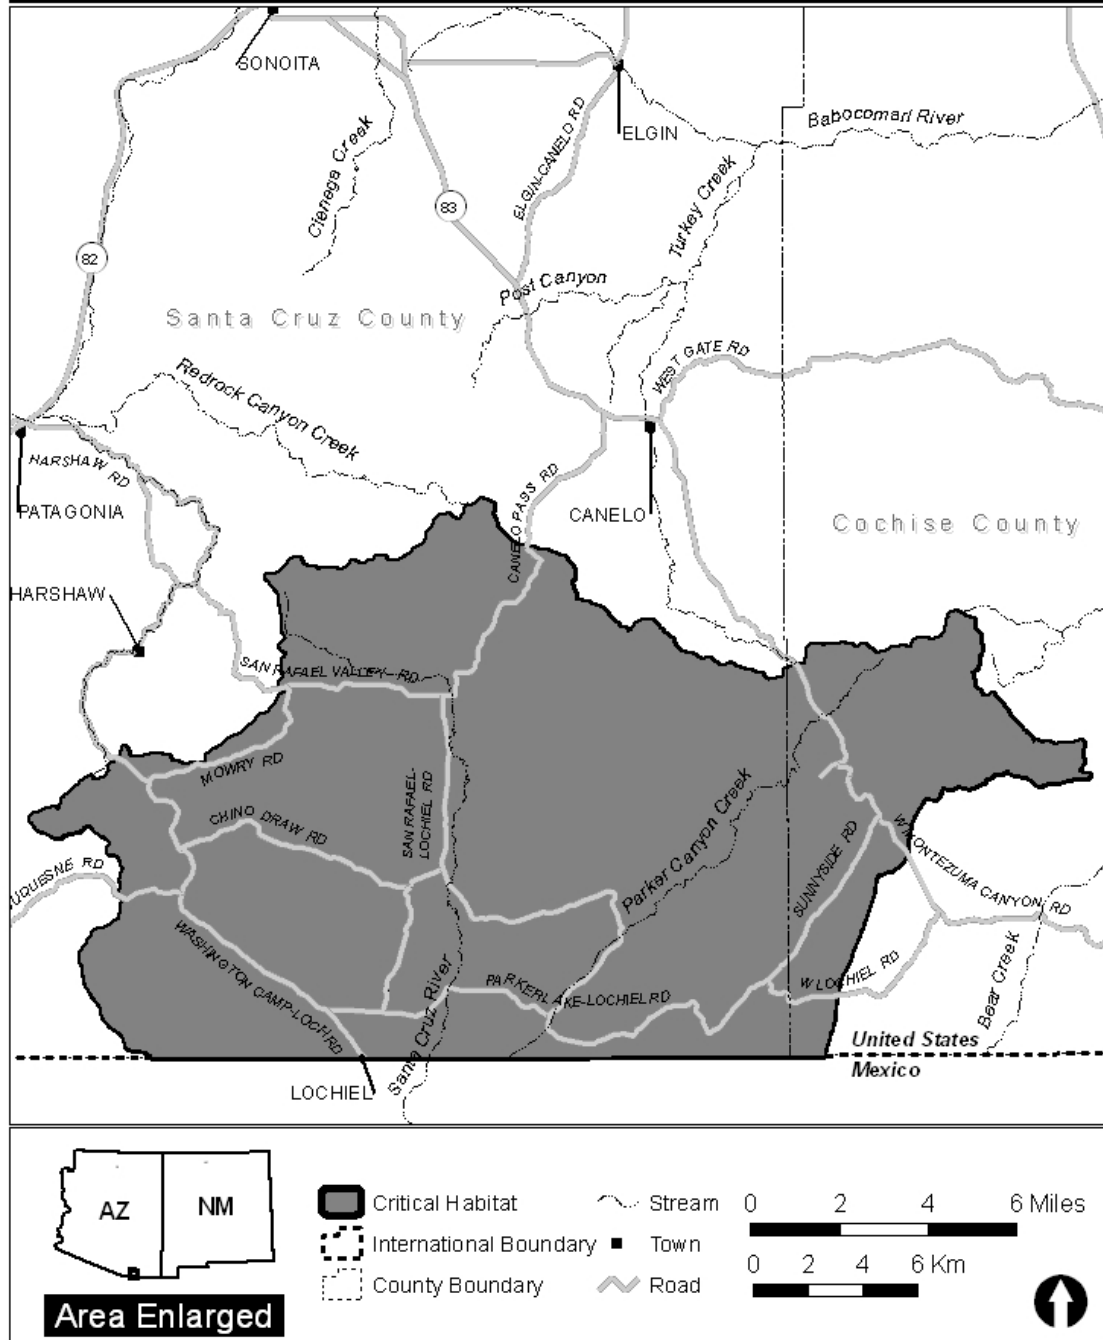 SONOITA
ELGIN
Babocomari River
Cienega Creek
ELGIN-CANELO RD
Turkey Creek
83
82
Post Canyon
Santa Cruz County
WEST GATE RD
Redrock Canyon Creek
HARSHAW RD
PATAGONIA
CANELO PASS RD
CANELO
Cochise County
HARSHAW
SAN RAFAEL VALLEY RD
MOWRY RD
SAN RAFAEL-
LOCHIEL RD
CHINO DRAW RD
Parker Canyon Creek
SUNNYSIDE RD
W MONTEZUMA CANYON RD
UQUESNE RD
WASHINGTON CAMP-LOCH RD
Santa Cruz River
PARKERLAKE-LOCHIEL RD
W LOCHIEL RD
Bear Creek
United States
Mexico
LOCHIEL
AZ
NM
Area Enlarged
Critical Habitat
International Boundary
County Boundary
Stream
Town
Road
0 2 4 6 Miles
0 2 4 6 Km